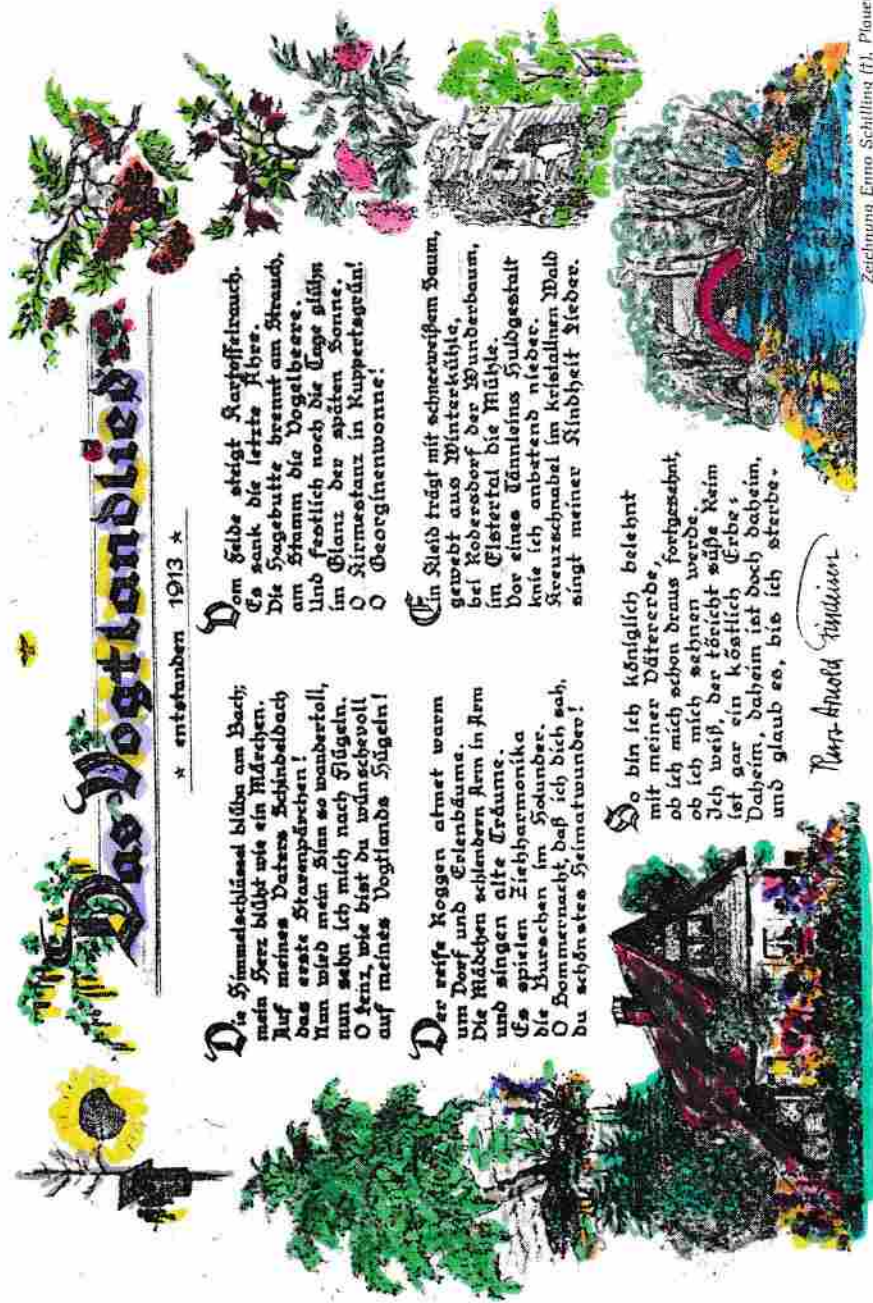 Das Vogtlandlied
* entstanden 1913 *
Die Himmelschlüssel blühn am Bach;
mein Herz blüht wie ein Märchen.
Auf meines Vaters Schindeldach
das erste Starenpärchen!
Nun wird mein Sinn so wandertoll,
nun sehn ich mich nach Flügeln.
O Lenz, wie bist du wünschevoll
auf meines Vogtlands Hügeln!
Der reife Roggen atmet warm
um Dorf und Erlenbäume.
Die Mädchen schlendern Arm in Arm
und singen alte Träume.
Es spielen Ziehharmonika
die Burschen im Holunder.
O Sommernacht, daß ich dich sah,
du schönstes Heimatwunder!
Vom Felde steigt Kartoffelrauch.
Es sank die letzte Ähre.
Die Hagebutte brennt am Strauch,
am Stamm die Vogelbeere.
Und festlich noch die Tage glühn
im Glanz der späten Sonne.
O Kirmestanz in Ruppertsgrün!
O Georginenwonne!
Ein Kleid trägt mit schneeweißem Saum,
gewebt aus Winterkühle,
bei Kodersdorf der Wunderbaum,
im Elstertal die Mühle.
Vor eines Tännleins Huldgestalt
knie ich anbetend nieder.
Kreuzschnabel im kristallnen Wald
singt meiner Kindheit Lieder.
So bin ich königlich belehnt
mit meiner Vätererde,
ob ich mich schon draus fortgesehnt,
ob ich mich sehnen werde.
Ich weiß, der töricht süße Reim
ist gar ein köstlich Erbe:
Daheim, daheim ist doch daheim,
und glaub es, bis ich sterbe.
Kurt Arnold Findeisen
Zeichnung Enno Schilling (†), Plauen